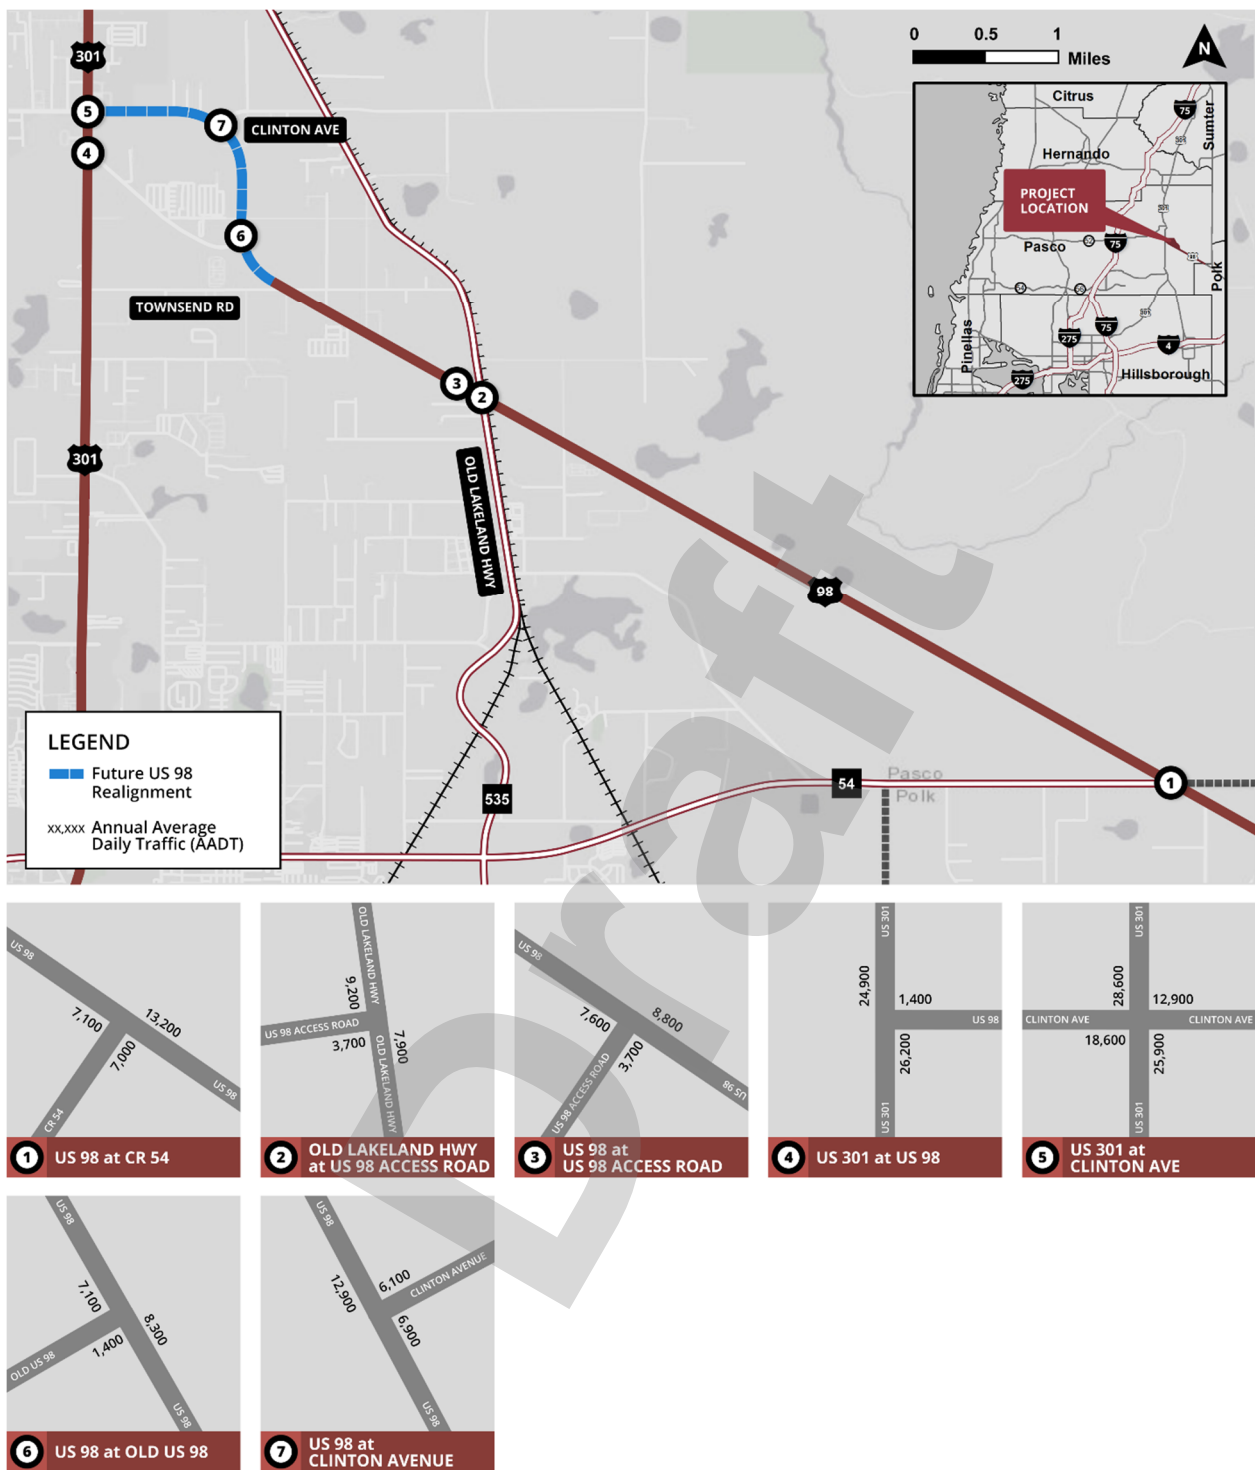 301
5
4
7
CLINTON AVE
6
TOWNSEND RD
3
2
301
OLD LAKELAND HWY
98
535
54
Pasco
Polk
1
0 0.5 1
Miles
N
Citrus
75
Sumter
Hernando
PROJECT
LOCATION
Pasco
75
Polk
Pinellas
275
75
4
275
Hillsborough
LEGEND
Future US 98
Realignment
xx,xxx Annual Average
Daily Traffic (AADT)
Draft
US 98
7,100
13,200
7,000
CR 54
US 98
1 US 98 at CR 54
OLD LAKELAND HWY
9,200
US 98 ACCESS ROAD
3,700
7,900
OLD LAKELAND HWY
2 OLD LAKELAND HWY
at US 98 ACCESS ROAD
US 98
7,600
8,800
3,700
US 98 ACCESS ROAD
US 98
3 US 98 at
US 98 ACCESS ROAD
US 301
24,900
1,400
US 98
26,200
US 301
4 US 301 at US 98
US 301
28,600
12,900
CLINTON AVE
CLINTON AVE
18,600
25,900
US 301
5 US 301 at
CLINTON AVE
US 98
7,100
8,300
1,400
OLD US 98
US 98
6 US 98 at OLD US 98
US 98
12,900
6,100
CLINTON AVENUE
6,900
US 98
7 US 98 at
CLINTON AVENUE